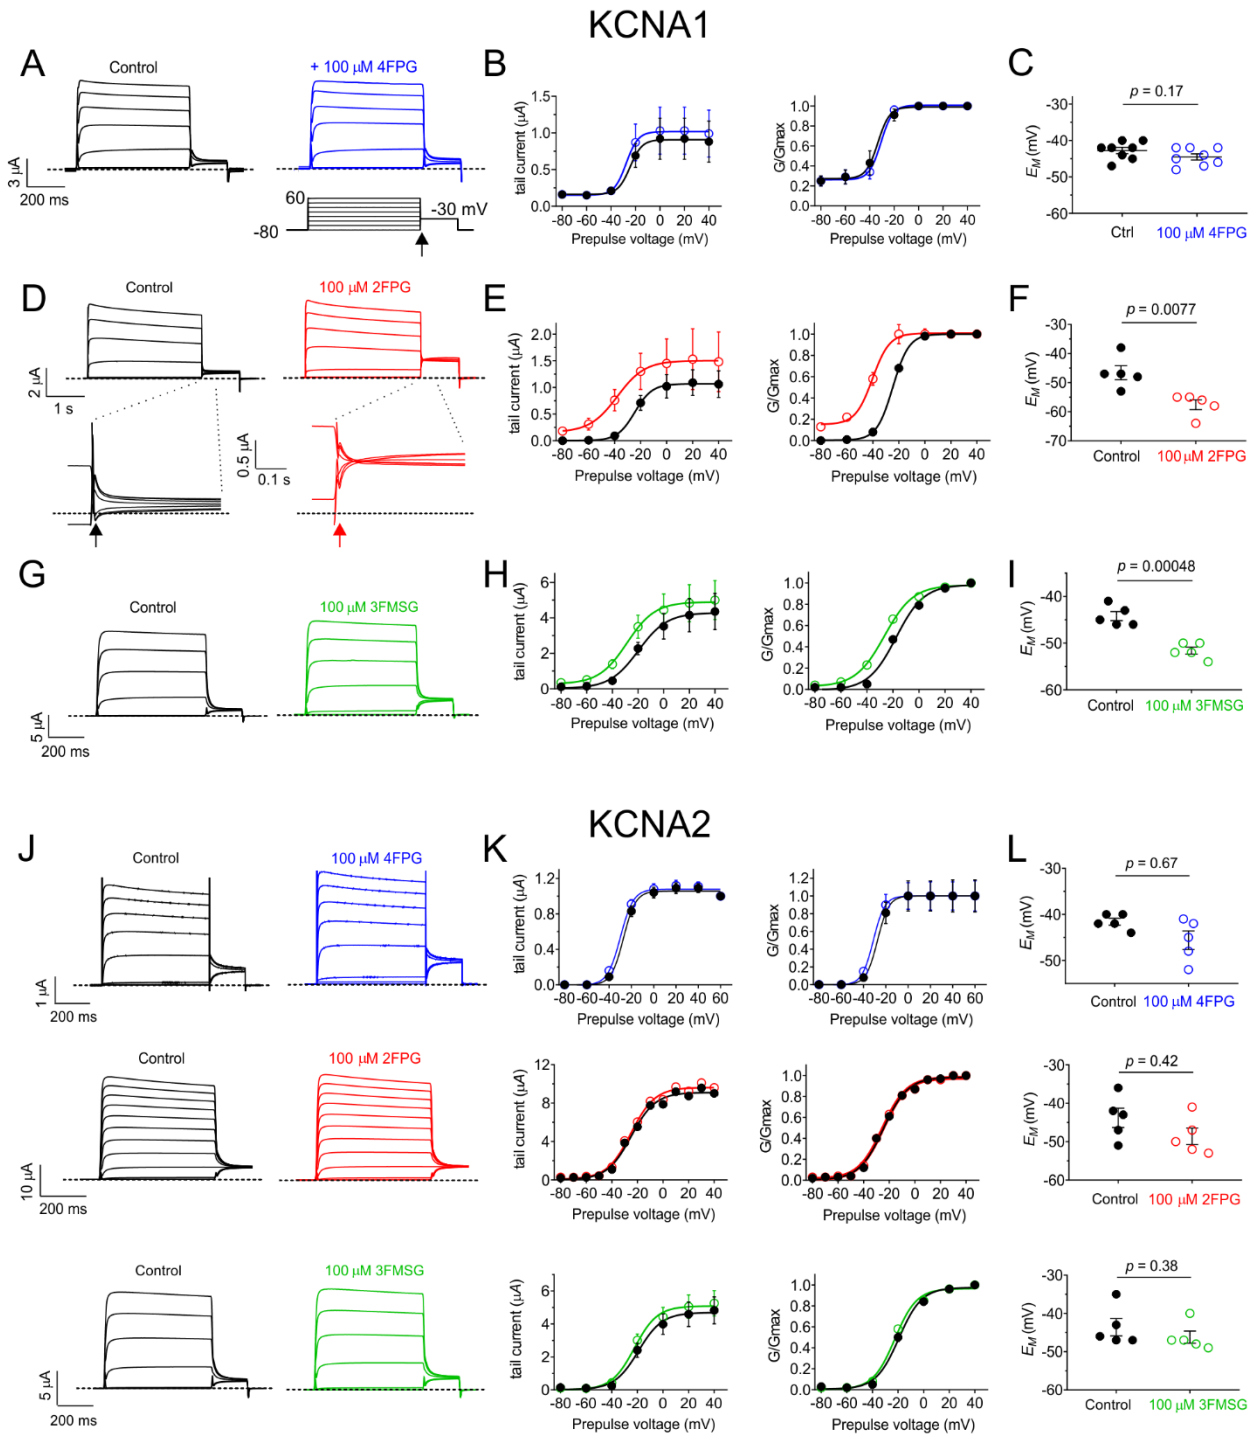 KCNA1
A
Control
+ 100 μM 4FPG
3 μA
200 ms
60
-80
-30 mV
B
tail current (μA)
1.5
1.0
0.5
0.0
-80 -60 -40 -20 0 20 40
Prepulse voltage (mV)
G/Gmax
1.0
0.8
0.6
0.4
0.2
0.0
-80 -60 -40 -20 0 20 40
Prepulse voltage (mV)
C
p = 0.17
EM (mV)
-30
-40
-50
-60
Ctrl
100 μM 4FPG
D
Control
100 μM 2FPG
2 μA
1 s
0.5 μA
0.1 s
E
tail current (μA)
2.0
1.5
1.0
0.5
0.0
-80 -60 -40 -20 0 20 40
Prepulse voltage (mV)
G/Gmax
1.0
0.8
0.6
0.4
0.2
0.0
-80 -60 -40 -20 0 20 40
Prepulse voltage (mV)
F
p = 0.0077
EM (mV)
-30
-40
-50
-60
-70
Control
100 μM 2FPG
G
Control
100 μM 3FMSG
5 μA
200 ms
H
tail current (μA)
6
4
2
0
-80 -60 -40 -20 0 20 40
Prepulse voltage (mV)
G/Gmax
1.0
0.8
0.6
0.4
0.2
0.0
-80 -60 -40 -20 0 20 40
Prepulse voltage (mV)
I
p = 0.00048
EM (mV)
-40
-50
-60
Control
100 μM 3FMSG
KCNA2
J
Control
100 μM 4FPG
1 μA
200 ms
K
tail current (μA)
1.2
0.8
0.4
0.0
-80 -60 -40 -20 0 20 40 60
Prepulse voltage (mV)
G/Gmax
1.2
1.0
0.8
0.6
0.4
0.2
0.0
-80 -60 -40 -20 0 20 40 60
Prepulse voltage (mV)
L
p = 0.67
EM (mV)
-30
-40
-50
Control
100 μM 4FPG
Control
100 μM 2FPG
10 μA
200 ms
tail current (μA)
12
8
4
0
-80 -60 -40 -20 0 20 40
Prepulse voltage (mV)
G/Gmax
1.0
0.8
0.6
0.4
0.2
0.0
-80 -60 -40 -20 0 20 40
Prepulse voltage (mV)
p = 0.42
EM (mV)
-30
-40
-50
-60
Control
100 μM 2FPG
Control
100 μM 3FMSG
5 μA
200 ms
tail current (μA)
6
4
2
0
-80 -60 -40 -20 0 20 40
Prepulse voltage (mV)
G/Gmax
1.0
0.8
0.6
0.4
0.2
0.0
-80 -60 -40 -20 0 20 40
Prepulse voltage (mV)
p = 0.38
EM (mV)
-30
-40
-50
-60
Control
100 μM 3FMSG